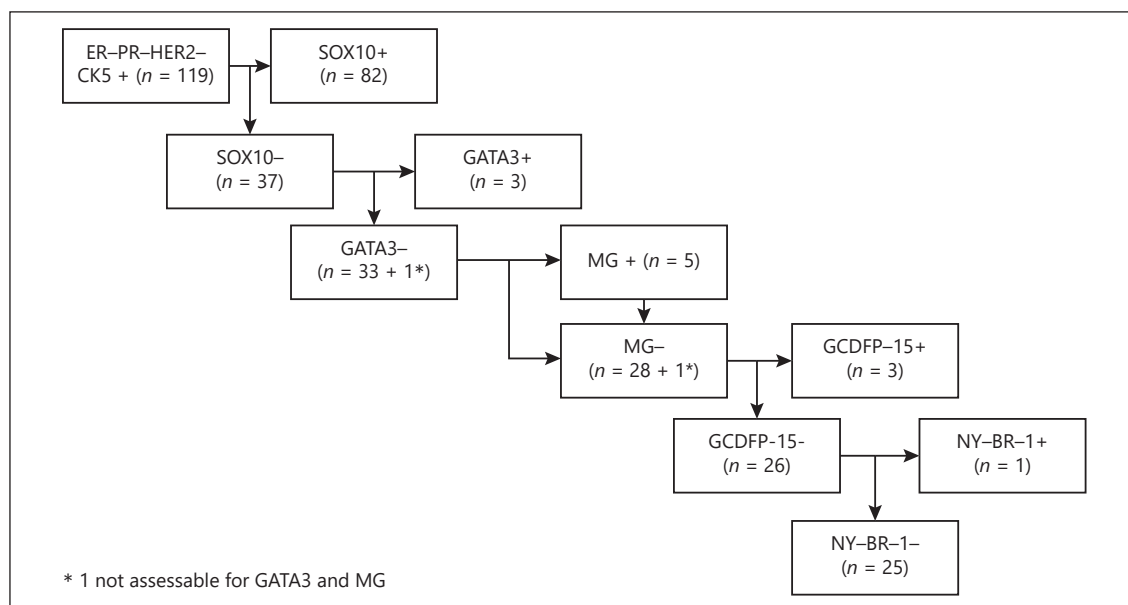 ER–PR–HER2–
CK5 + (n = 119)
SOX10+
(n = 82)
SOX10–
(n = 37)
GATA3+
(n = 3)
GATA3–
(n = 33 + 1*)
MG + (n = 5)
MG–
(n = 28 + 1*)
GCDFP–15+
(n = 3)
GCDFP-15-
(n = 26)
NY–BR–1+
(n = 1)
NY–BR–1–
(n = 25)
* 1 not assessable for GATA3 and MG